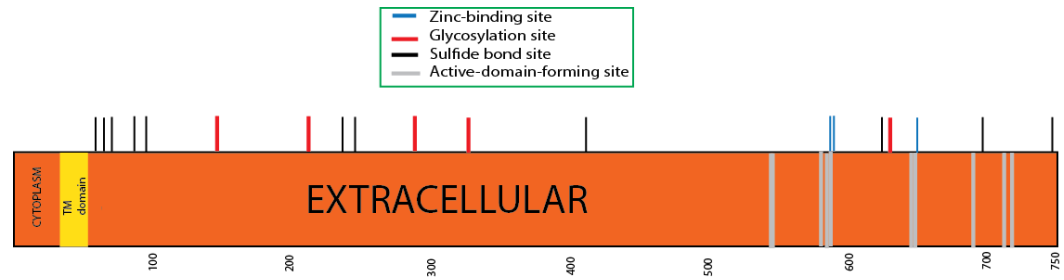 Zinc-binding site
Glycosylation site
Sulfide bond site
Active-domain-forming site
CYTOPLASM
TM
domain
EXTRACELLULAR
100
200
300
400
500
600
700
750